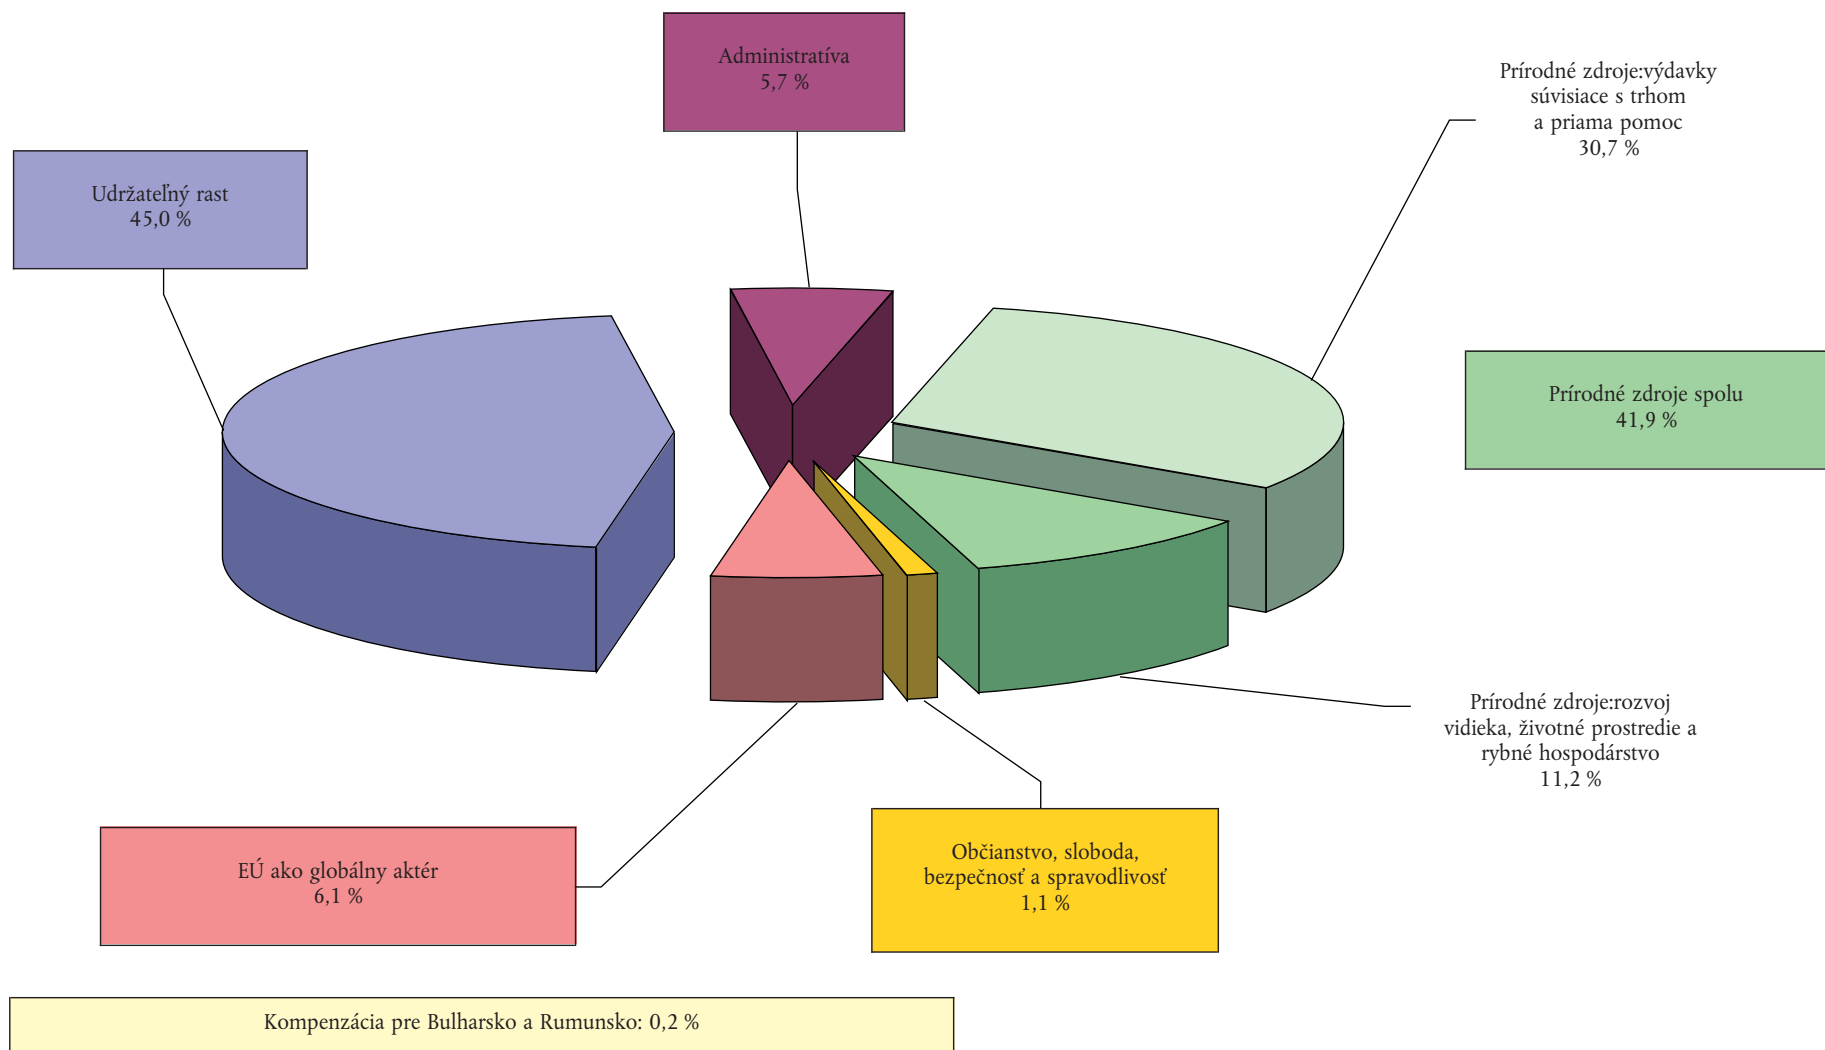 Administratíva
5,7 %
Prírodné zdroje:výdavky
súvisiace s trhom
a priama pomoc
30,7 %
Udržateľný rast
45,0 %
Prírodné zdroje spolu
41,9 %
Prírodné zdroje:rozvoj
vidieka, životné prostredie a
rybné hospodárstvo
11,2 %
Občianstvo, sloboda,
bezpečnosť a spravodlivosť
1,1 %
EÚ ako globálny aktér
6,1 %
Kompenzácia pre Bulharsko a Rumunsko: 0,2 %